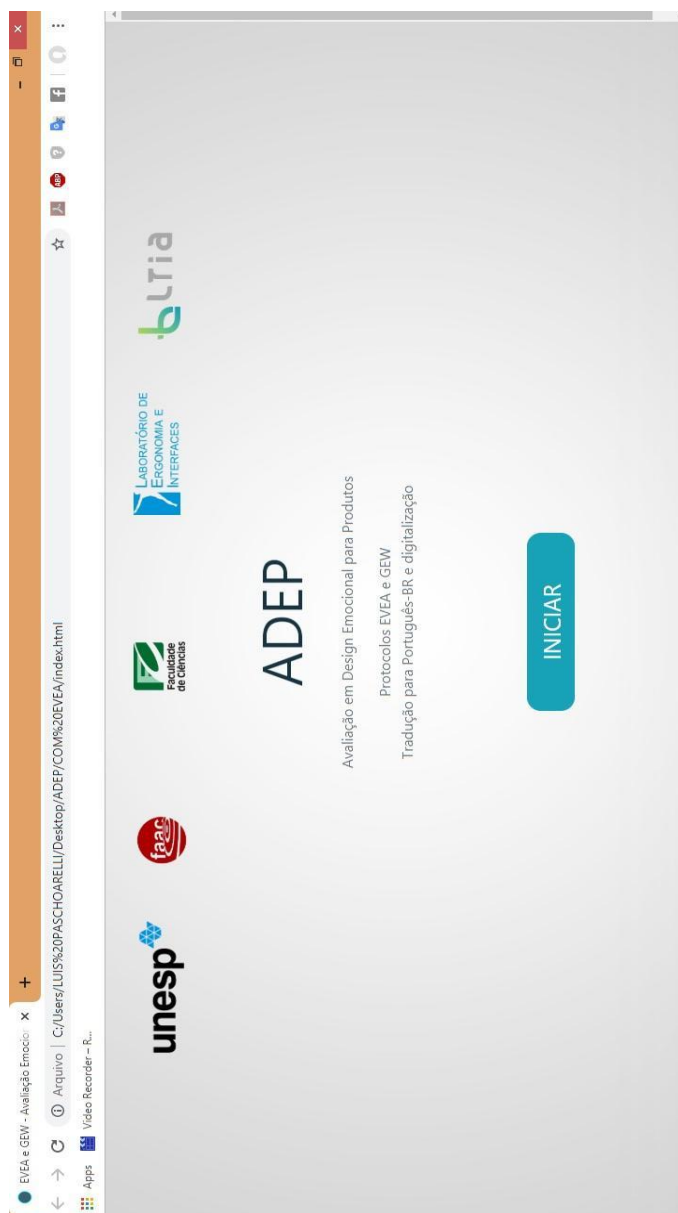 EVEA e GEW - Avaliação Emocion
Arquivo | C:/Users/LUIS%20PASCHOARELLI/Desktop/ADEP/COM%20EVEA/index.html
ABP
Apps Video Recorder – R...
unesp
faac
Faculdade
de Ciências
LABORATÓRIO DE
ERGONOMIA E
INTERFACES
LTia
ADEP
Avaliação em Design Emocional para Produtos
Protocolos EVEA e GEW
Tradução para Português-BR e digitalização
INICIAR